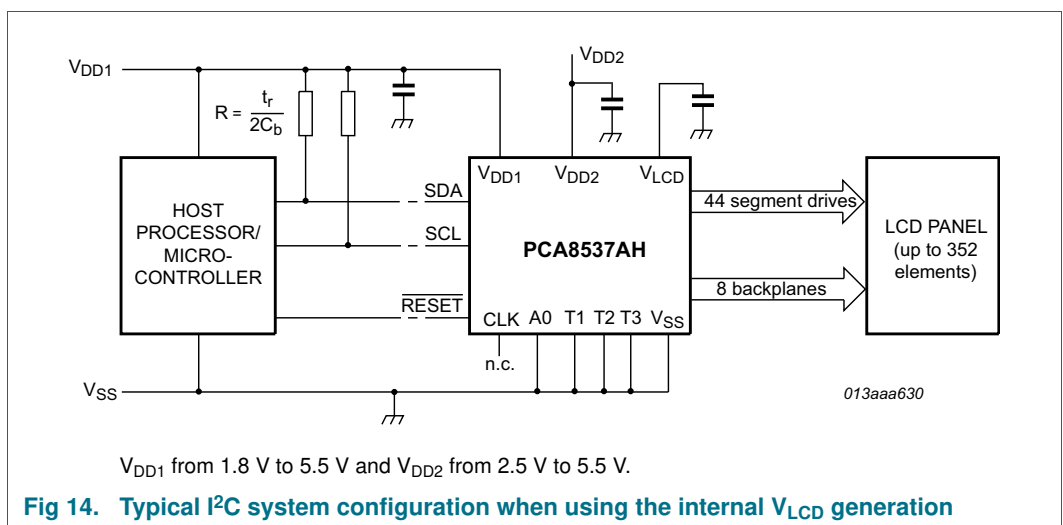 VDD1
VDD2
R = tr
2Cb
VDD1 VDD2 VLCD
HOST
PROCESSOR/
MICRO-
CONTROLLER
SDA
SCL
RESET
PCA8537AH
44 segment drives
8 backplanes
LCD PANEL
(up to 352
elements)
CLK A0 T1 T2 T3 VSS
n.c.
VSS
013aaa630
VDD1 from 1.8 V to 5.5 V and VDD2 from 2.5 V to 5.5 V.
Fig 14. Typical I²C system configuration when using the internal VLCD generation